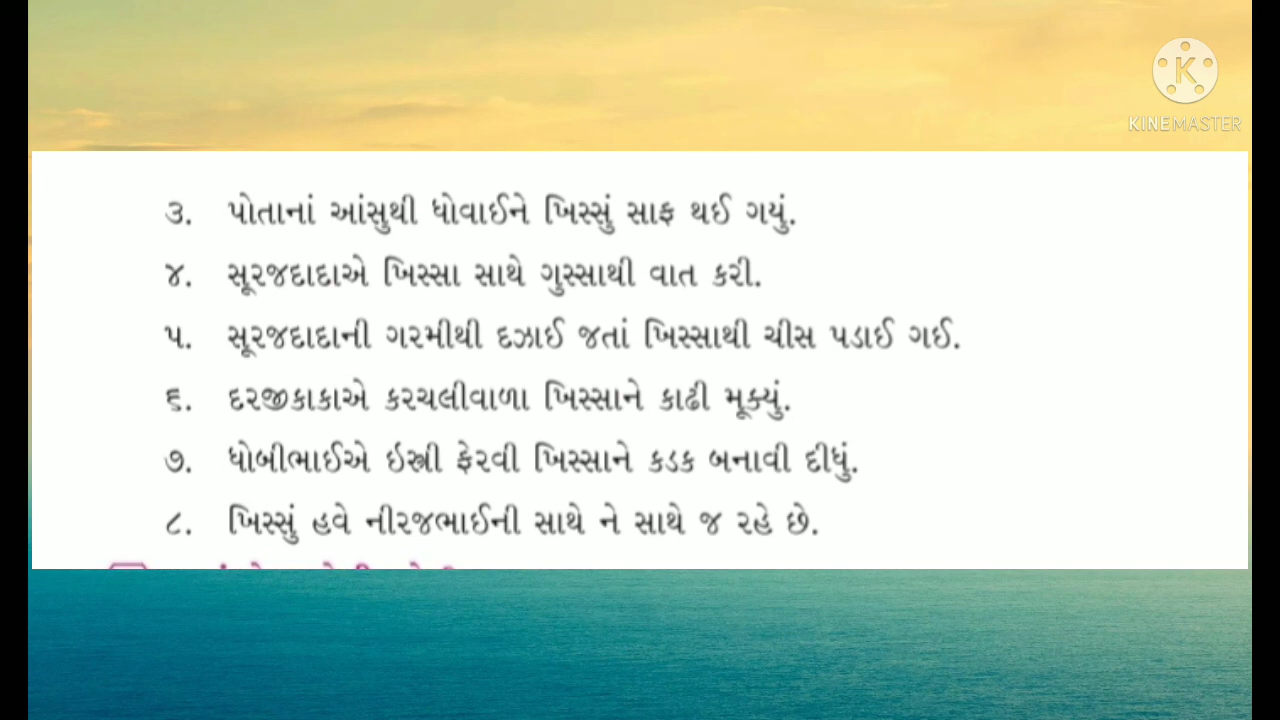 KINEMASTER
૩. પોતાનાં આંસુથી ધોવાઈને ખિસ્સું સાફ થઈ ગયું.
૪. સૂરજદાદાએ ખિસ્સા સાથે ગુસ્સાથી વાત કરી.
૫. સૂરજદાદાની ગરમીથી દઝાઈ જતાં ખિસ્સાથી ચીસ પડાઈ ગઈ.
૬. દરજીકાકાએ કરચલીવાળા ખિસ્સાને કાઢી મૂક્યું.
૭. ધોબીભાઈએ ઇસ્ત્રી ફેરવી ખિસ્સાને કડક બનાવી દીધું.
૮. ખિસ્સું હવે નીરજભાઈની સાથે ને સાથે જ રહે છે.